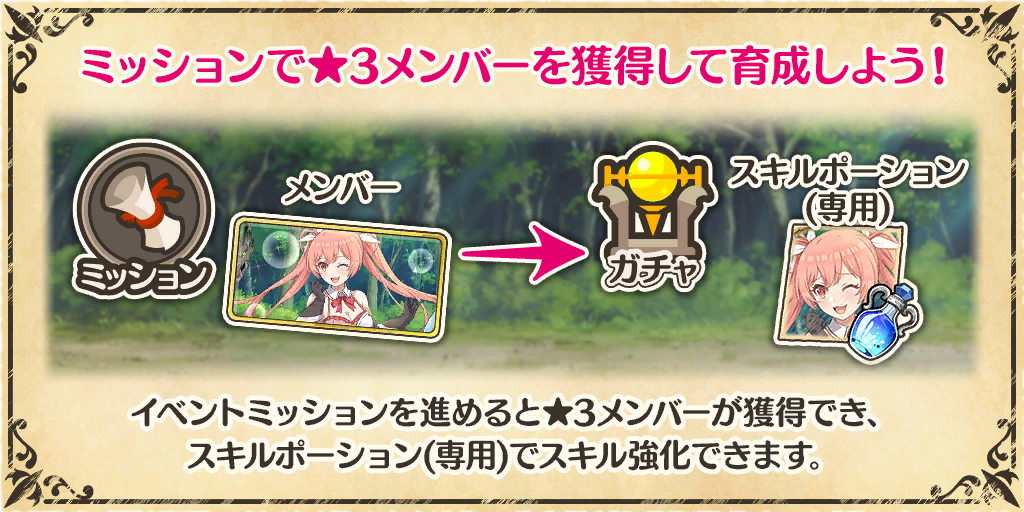 ミッションで★3メンバーを獲得して育成しよう！
メンバー
ミッション
スキルポーション
(専用)
ガチャ
イベントミッションを進めると★3メンバーが獲得でき、
スキルポーション(専用)でスキル強化できます。